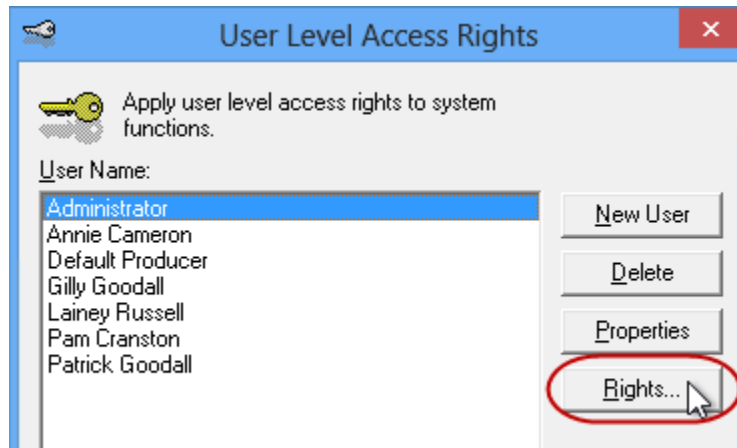 User Level Access Rights
Apply user level access rights to system
functions.
User Name:
Administrator
Annie Cameron
Default Producer
Gilly Goodall
Lainey Russell
Pam Cranston
Patrick Goodall
New User
Delete
Properties
Rights...